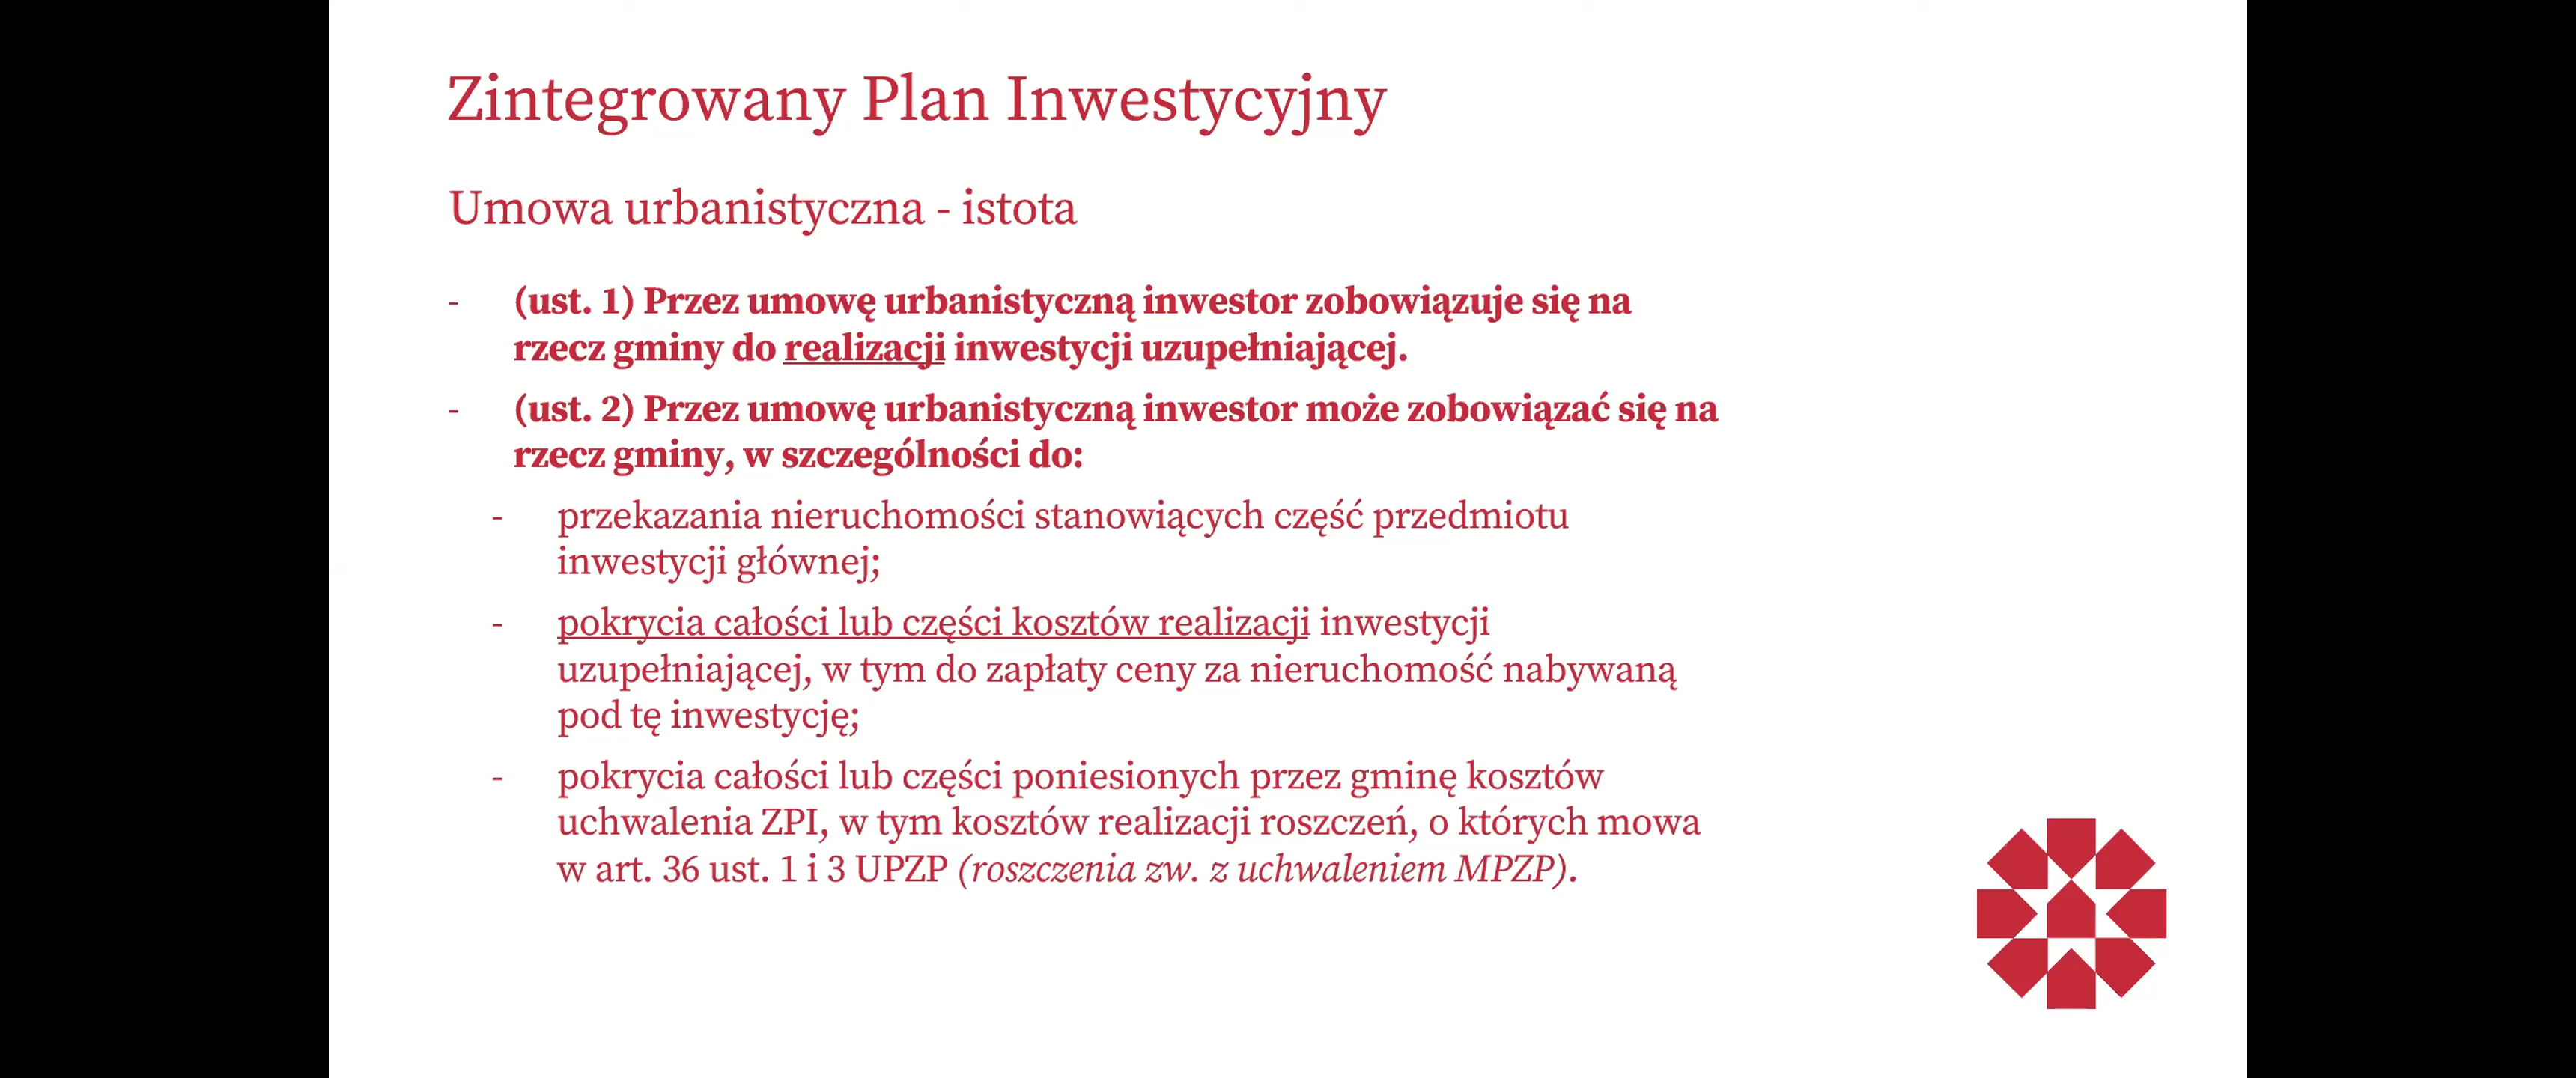 Zintegrowany Plan Inwestycyjny
Umowa urbanistyczna - istota
- (ust. 1) Przez umowę urbanistyczną inwestor zobowiązuje się na
rzecz gminy do realizacji inwestycji uzupełniającej.
- (ust. 2) Przez umowę urbanistyczną inwestor może zobowiązać się na
rzecz gminy, w szczególności do:
- przekazania nieruchomości stanowiących część przedmiotu
inwestycji głównej;
- pokrycia całości lub części kosztów realizacji inwestycji
uzupełniającej, w tym do zapłaty ceny za nieruchomość nabywaną
pod tę inwestycję;
- pokrycia całości lub części poniesionych przez gminę kosztów
uchwalenia ZPI, w tym kosztów realizacji roszczeń, o których mowa
w art. 36 ust. 1 i 3 UPZP (roszczenia zw. z uchwaleniem MPZP).